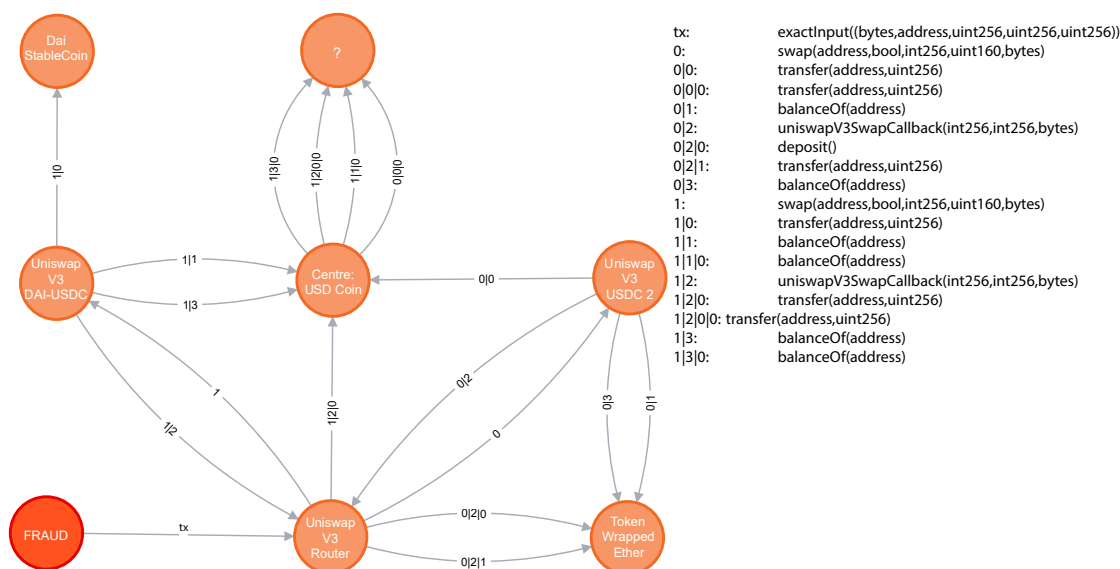 Dai
StableCoin
?
1|0
1|3|0
1|2|0|0
1|1|0
0|0|0
Uniswap
V3
DAI-USDC
1|1
1|3
Centre:
USD Coin
0|0
Uniswap
V3
USDC 2
1
1|2
1|2|0
0|2
0
0|3
0|1
FRAUD
tx
Uniswap
V3
Router
0|2|0
0|2|1
Token
Wrapped
Ether
tx: exactInput((bytes,address,uint256,uint256,uint256))
0: swap(address,bool,int256,uint160,bytes)
0|0: transfer(address,uint256)
0|0|0: transfer(address,uint256)
0|1: balanceOf(address)
0|2: uniswapV3SwapCallback(int256,int256,bytes)
0|2|0: deposit()
0|2|1: transfer(address,uint256)
0|3: balanceOf(address)
1: swap(address,bool,int256,uint160,bytes)
1|0: transfer(address,uint256)
1|1: balanceOf(address)
1|1|0: balanceOf(address)
1|2: uniswapV3SwapCallback(int256,int256,bytes)
1|2|0: transfer(address,uint256)
1|2|0|0: transfer(address,uint256)
1|3: balanceOf(address)
1|3|0: balanceOf(address)